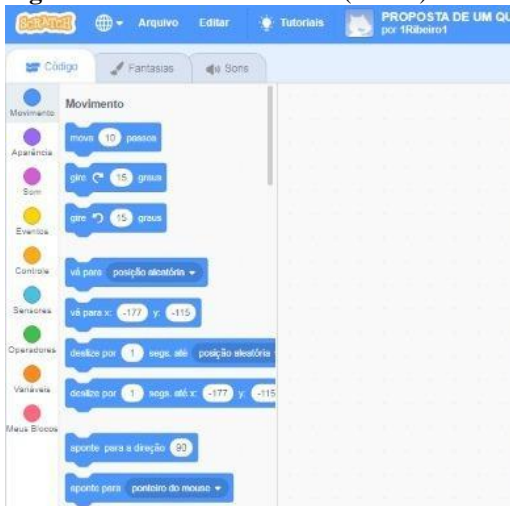 SCRATCH Arquivo Editar Tutoriais PROPOSTA DE UM QU
por 1Ribeiro1
Código Fantasias Sons
Movimento
Movimento
mova 10 passos
Aparência
gire 15 graus
Som
gire 15 graus
Eventos
Controle
vá para posição aleatória
Sensores
vá para x: -177 y: -115
Operadores
deslize por 1 segs. até posição aleatória
Variáveis
deslize por 1 segs. até x: -177 y: -115
Meus Blocos
aponte para a direção 90
aponte para ponteiro do mouse